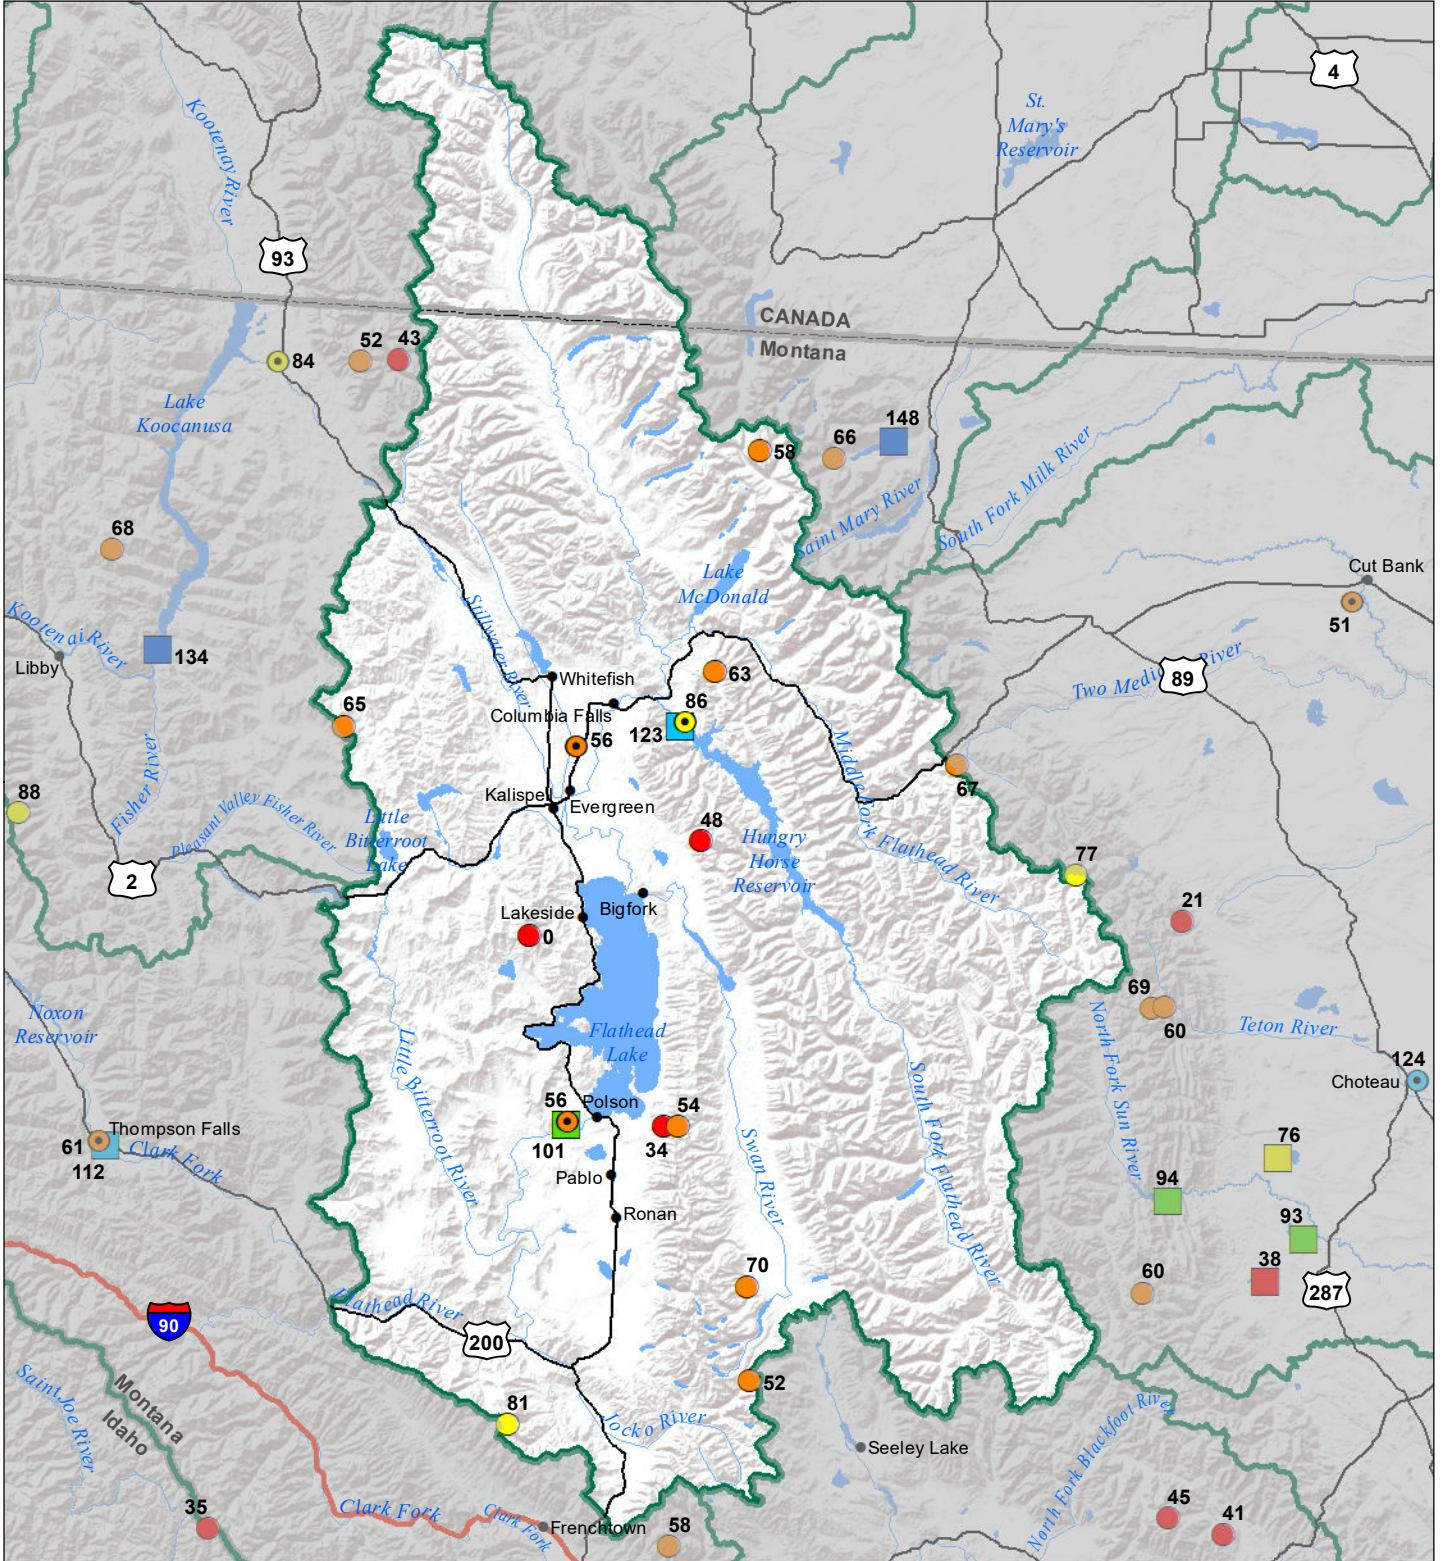 4
St.
Mary's
Reservoir
Kootenay River
93
CANADA
Montana
84
52
43
Lake
Koocanusa
58
66
148
Saint Mary River
South Fork Milk River
68
Cut Bank
51
Lake
McDonald
Kootenai River
Libby
134
Stillwater River
Whitefish
63
Two Medicine River
89
65
Columbia Falls
86
123
56
Middle Fork Flathead River
67
88
Fisher River
Pleasant Valley Fisher River
2
Kalispell
Evergreen
Little
Bitterroot
Lake
48
Hungry
Horse
Reservoir
77
21
Lakeside
Bigfork
0
69
60
North Fork Sun River
Teton River
Noxon
Reservoir
Flathead
Lake
Little Bitterroot River
South Fork Flathead River
124
Choteau
56
Polson
101
54
34
Swan River
61
Thompson Falls
112
Clark Fork
Pablo
Ronan
76
94
93
38
60
287
70
Flathead River
200
90
52
81
Jocko River
Montana
Idaho
Saint Joe River
Seeley Lake
North Fork Blackfoot River
35
Clark Fork
Clark Fork
Frenchtown
58
45
41